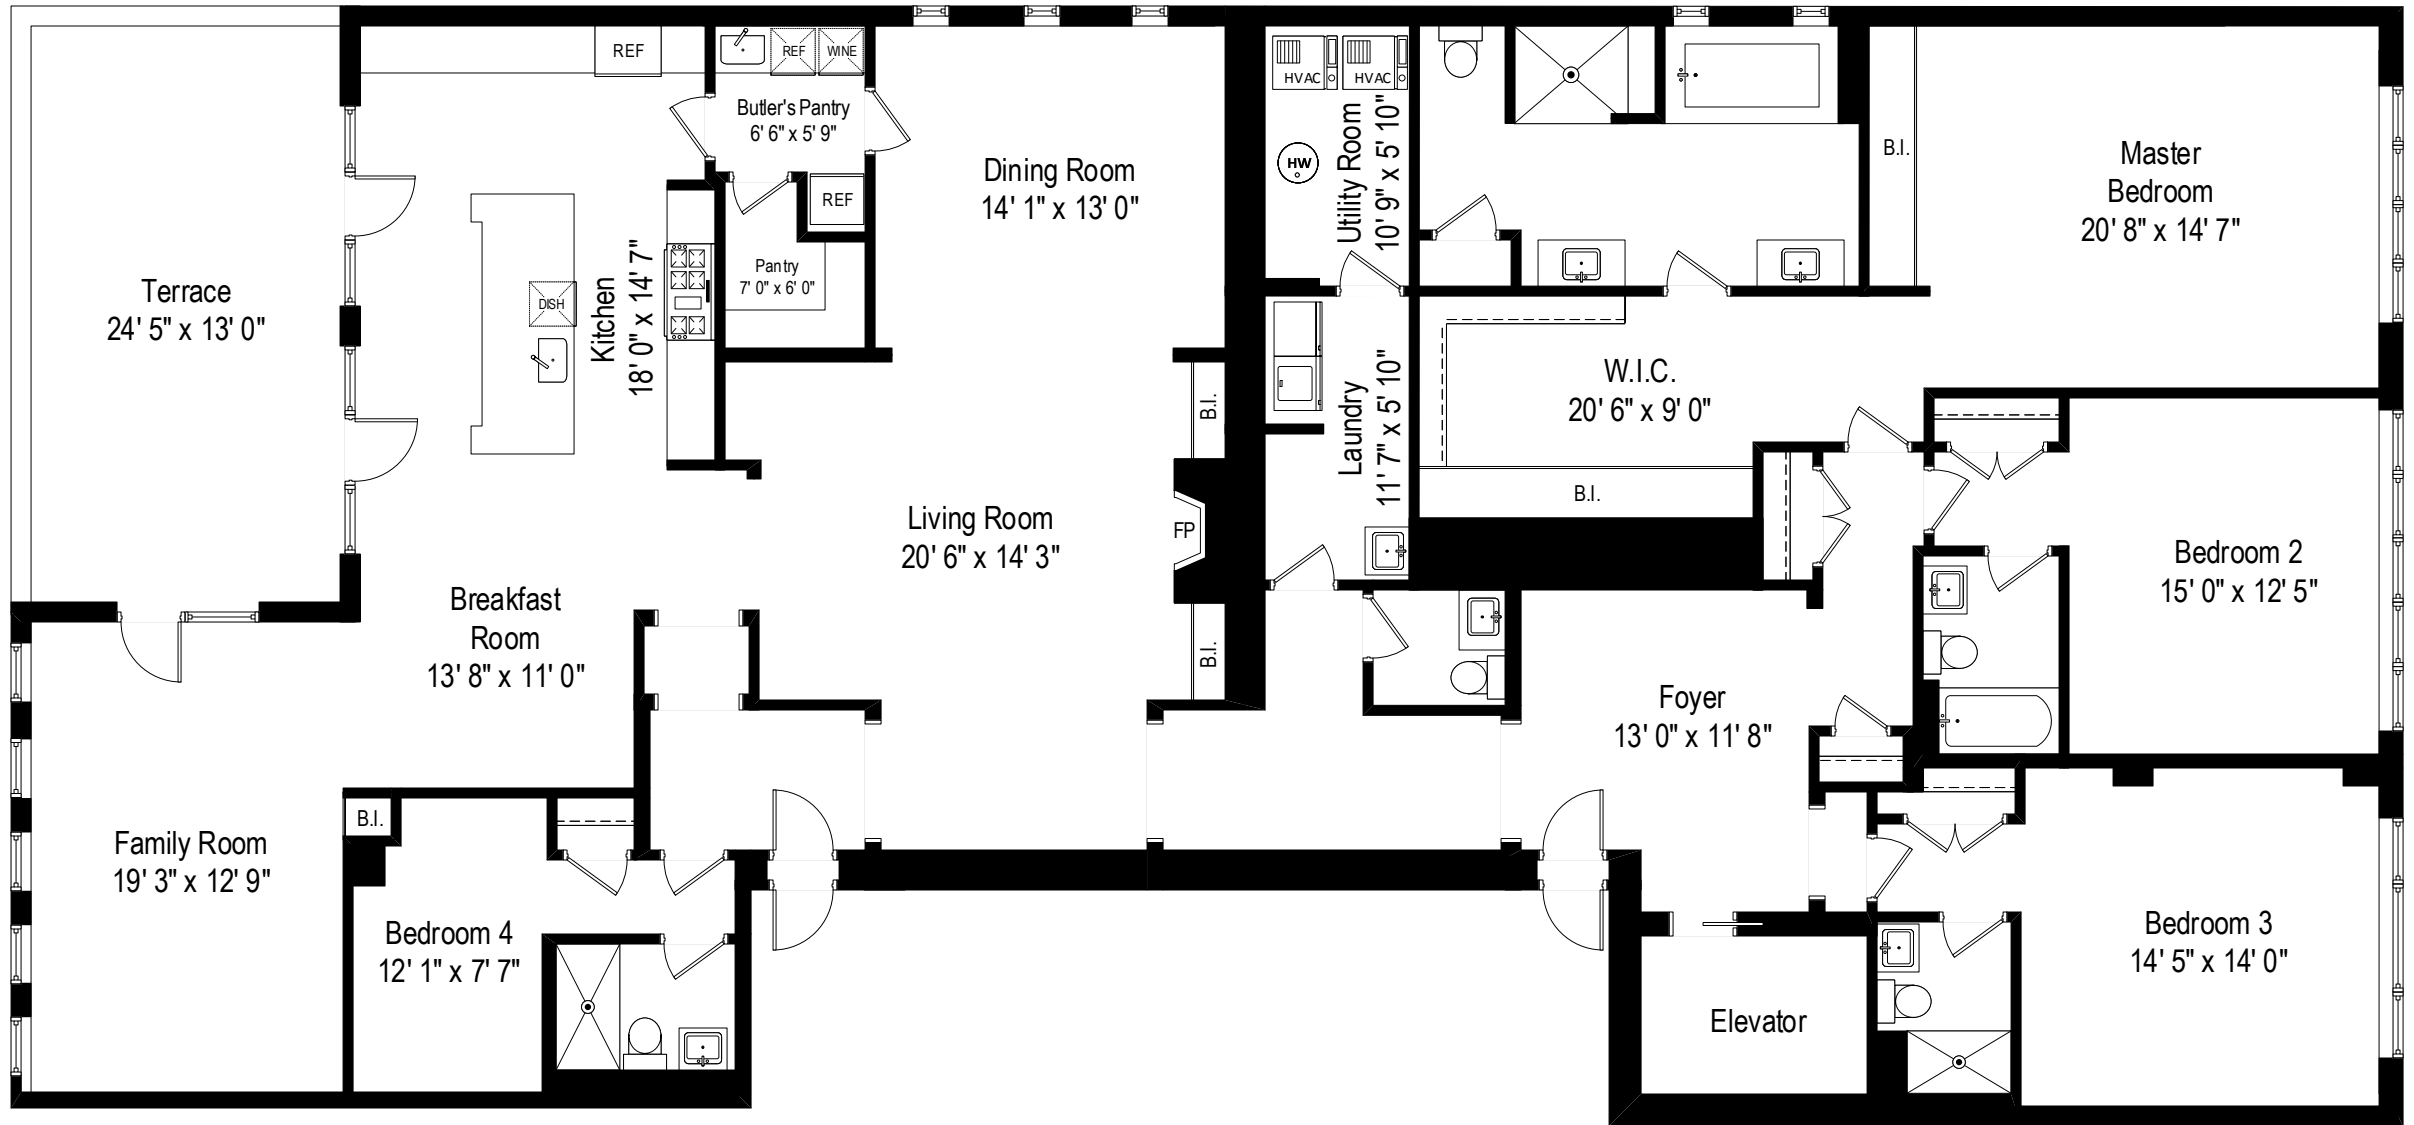 REF
REF
WINE
Butler's Pantry
6' 6" x 5' 9"
REF
Pantry
7' 0" x 6' 0"
Dining Room
14' 1" x 13' 0"
HVAC
HVAC
HW
Utility Room
10' 9" x 5' 10"
B.I.
Master
Bedroom
20' 8" x 14' 7"
Terrace
24' 5" x 13' 0"
DISH
Kitchen
18' 0" x 14' 7"
B.I.
Laundry
11' 7" x 5' 10"
W.I.C.
20' 6" x 9' 0"
B.I.
Living Room
20' 6" x 14' 3"
FP
B.I.
Bedroom 2
15' 0" x 12' 5"
Breakfast
Room
13' 8" x 11' 0"
Foyer
13' 0" x 11' 8"
B.I.
Family Room
19' 3" x 12' 9"
Bedroom 4
12' 1" x 7' 7"
Elevator
Bedroom 3
14' 5" x 14' 0"